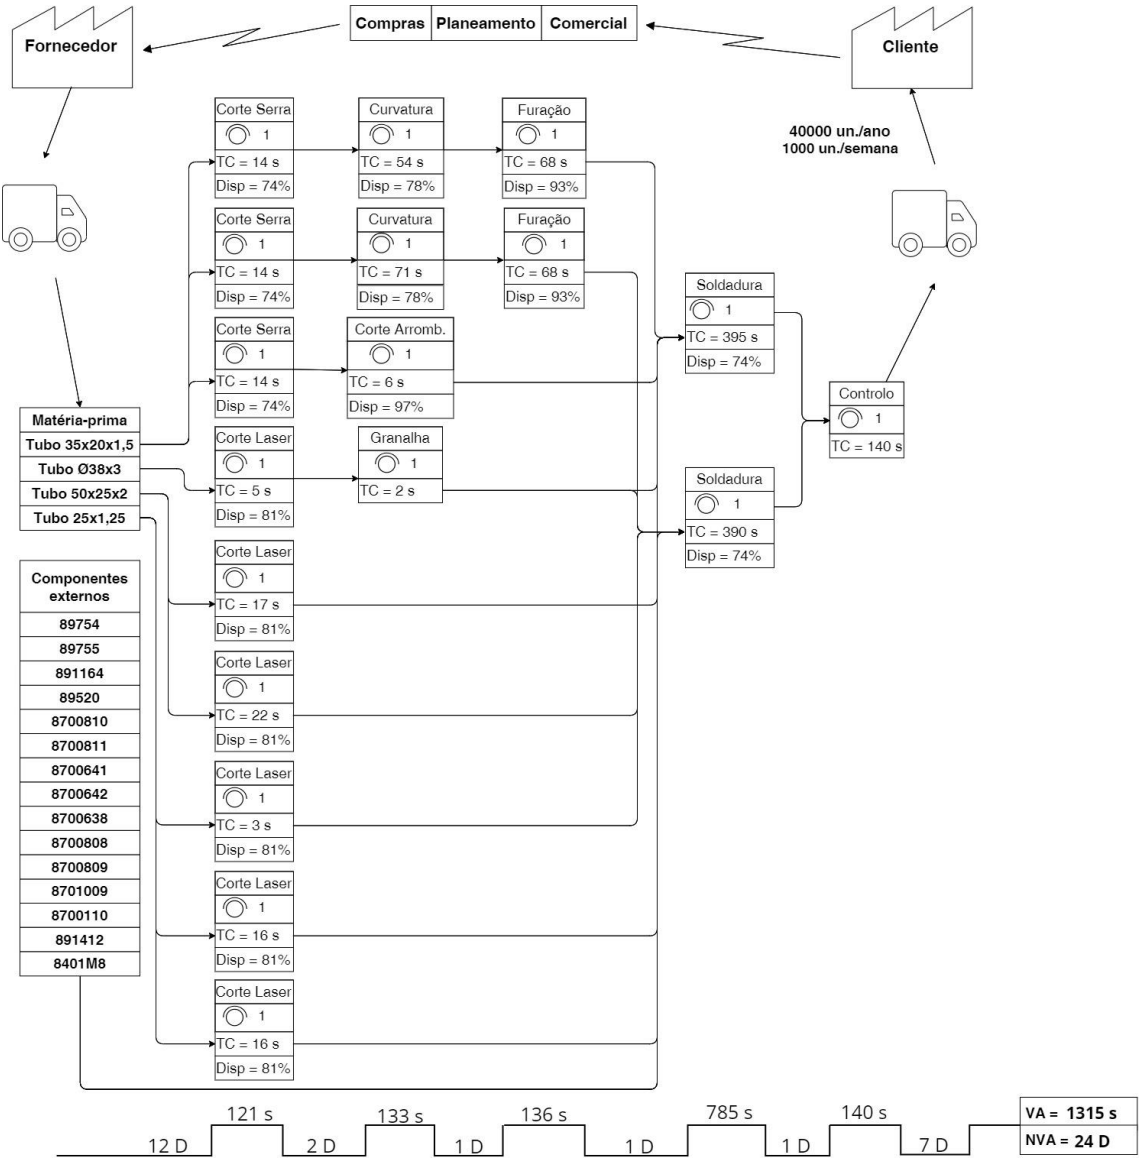 Fornecedor
Compras Planeamento Comercial
Cliente
40000 un./ano
1000 un./semana
Corte Serra
1
TC = 14 s
Disp = 74%
Curvatura
1
TC = 54 s
Disp = 78%
Furação
1
TC = 68 s
Disp = 93%
Corte Serra
1
TC = 14 s
Disp = 74%
Curvatura
1
TC = 71 s
Disp = 78%
Furação
1
TC = 68 s
Disp = 93%
Corte Serra
1
TC = 14 s
Disp = 74%
Corte Arromb.
1
TC = 6 s
Disp = 97%
Corte Laser
1
TC = 5 s
Disp = 81%
Granalha
1
TC = 2 s
Corte Laser
1
TC = 17 s
Disp = 81%
Corte Laser
1
TC = 22 s
Disp = 81%
Corte Laser
1
TC = 3 s
Disp = 81%
Corte Laser
1
TC = 16 s
Disp = 81%
Corte Laser
1
TC = 16 s
Disp = 81%
Soldadura
1
TC = 395 s
Disp = 74%
Soldadura
1
TC = 390 s
Disp = 74%
Controlo
1
TC = 140 s
Matéria-prima
Tubo 35x20x1,5
Tubo Ø38x3
Tubo 50x25x2
Tubo 25x1,25
Componentes
externos
89754
89755
891164
89520
8700810
8700811
8700641
8700642
8700638
8700808
8700809
8701009
8700110
891412
8401M8
121 s 133 s 136 s 785 s 140 s
12 D 2 D 1 D 1 D 1 D 7 D
VA = 1315 s
NVA = 24 D